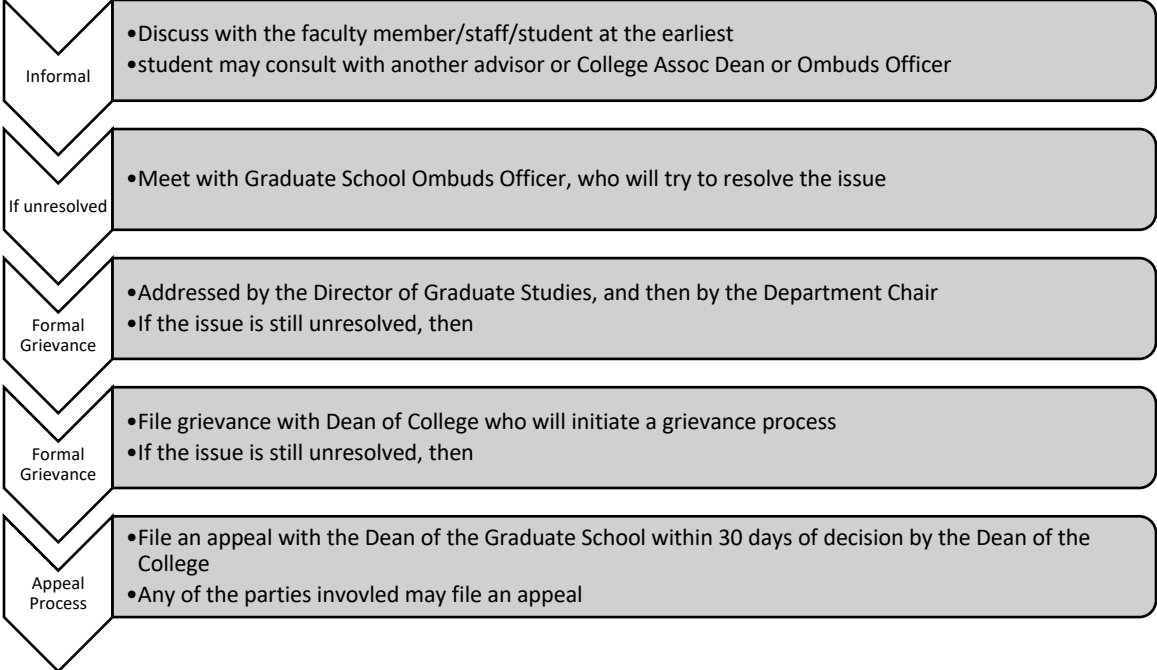 Informal
•Discuss with the faculty member/staff/student at the earliest
•student may consult with another advisor or College Assoc Dean or Ombuds Officer
If unresolved
•Meet with Graduate School Ombuds Officer, who will try to resolve the issue
Formal
Grievance
•Addressed by the Director of Graduate Studies, and then by the Department Chair
•If the issue is still unresolved, then
Formal
Grievance
•File grievance with Dean of College who will initiate a grievance process
•If the issue is still unresolved, then
Appeal
Process
•File an appeal with the Dean of the Graduate School within 30 days of decision by the Dean of the
College
•Any of the parties invovled may file an appeal